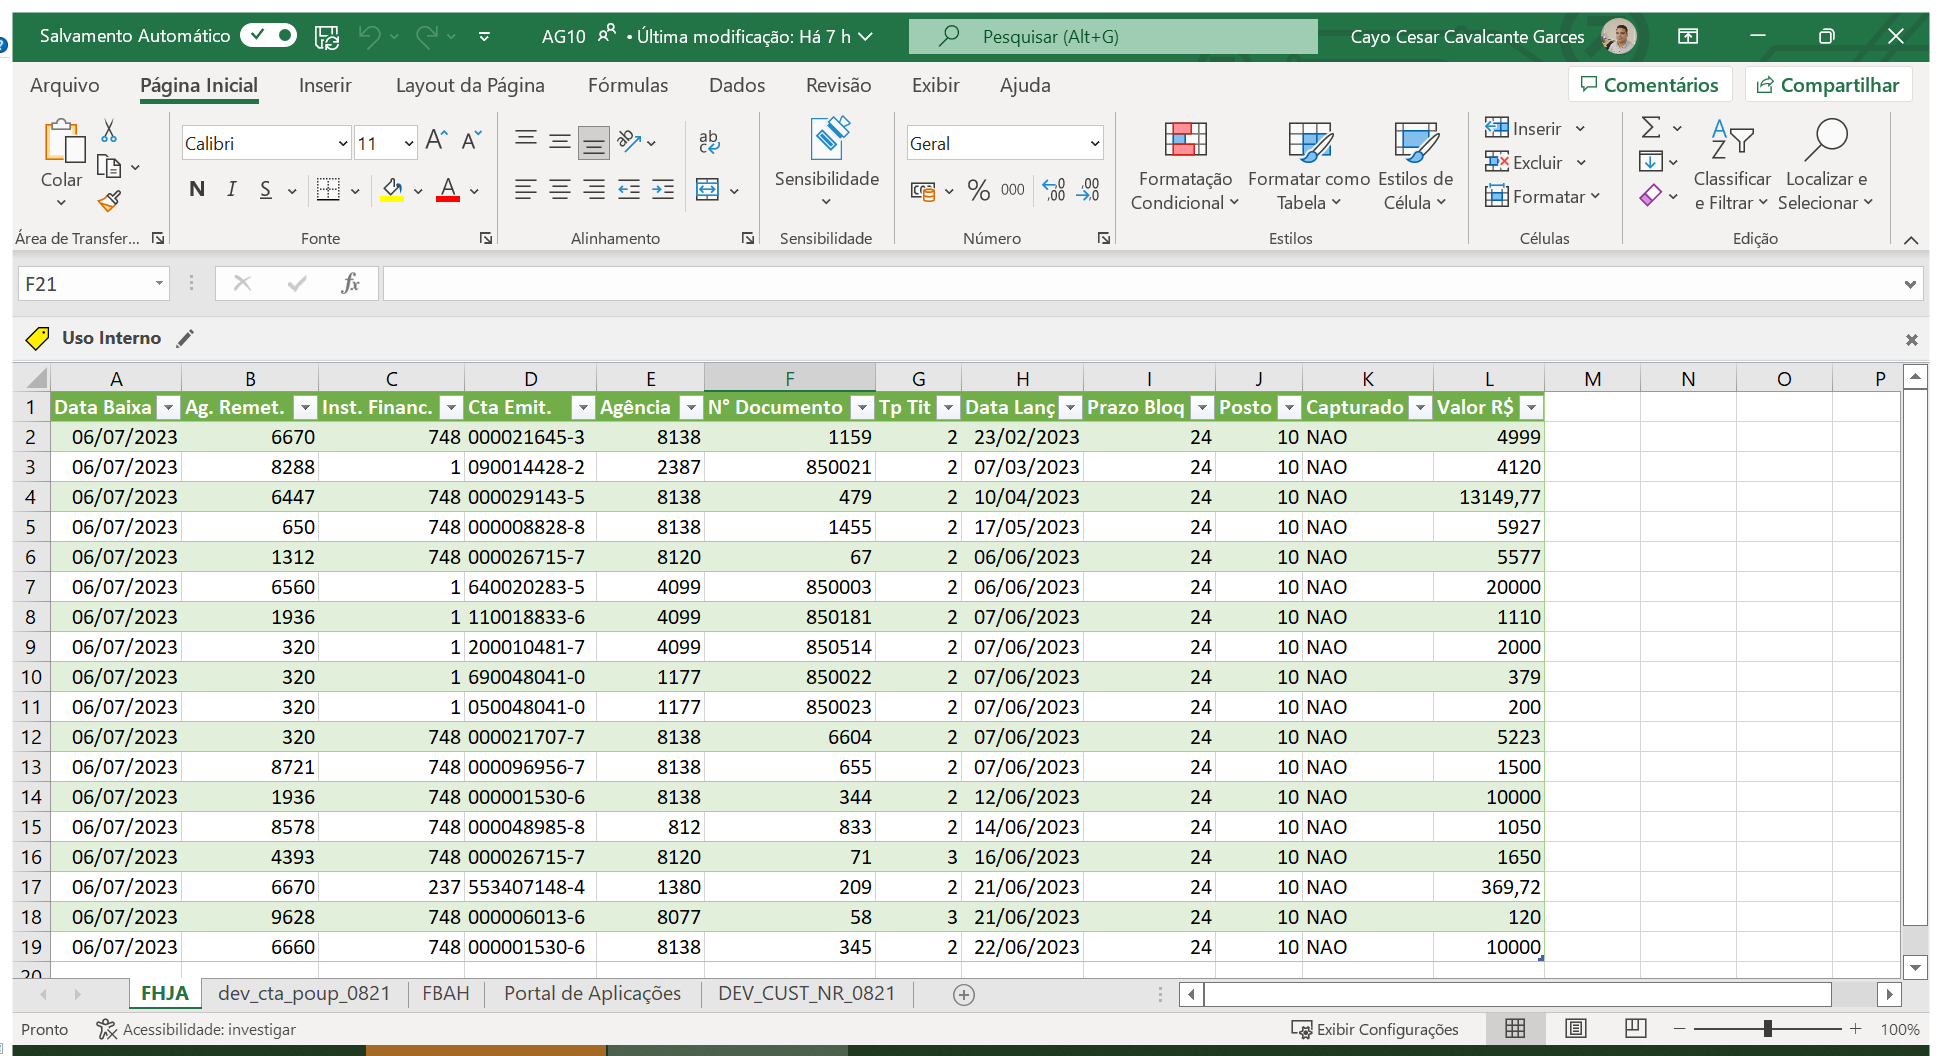 Salvamento Automático AG10 • Última modificação: Há 7 h Pesquisar (Alt+G) Cayo Cesar Cavalcante Garces
Arquivo Página Inicial Inserir Layout da Página Fórmulas Dados Revisão Exibir Ajuda Comentários Compartilhar
Colar
Calibri 11
N I S A
ab
Sensibilidade
Geral
% 000
Formatação Condicional
Formatar como Tabela
Estilos de Célula
Inserir
Excluir
Formatar
Classificar e Filtrar
Localizar e Selecionar
Área de Transfer... Fonte Alinhamento Sensibilidade Número Estilos Células Edição
F21 fx
Uso Interno
A B C D E F G H I J K L M N O P
1 Data Baixa Ag. Remet. Inst. Financ. Cta Emit. Agência N° Documento Tp Tit Data Lanç Prazo Bloq Posto Capturado Valor R$
2 06/07/2023 6670 748 000021645-3 8138 1159 2 23/02/2023 24 10 NAO 4999
3 06/07/2023 8288 1 090014428-2 2387 850021 2 07/03/2023 24 10 NAO 4120
4 06/07/2023 6447 748 000029143-5 8138 479 2 10/04/2023 24 10 NAO 13149,77
5 06/07/2023 650 748 000008828-8 8138 1455 2 17/05/2023 24 10 NAO 5927
6 06/07/2023 1312 748 000026715-7 8120 67 2 06/06/2023 24 10 NAO 5577
7 06/07/2023 6560 1 640020283-5 4099 850003 2 06/06/2023 24 10 NAO 20000
8 06/07/2023 1936 1 110018833-6 4099 850181 2 07/06/2023 24 10 NAO 1110
9 06/07/2023 320 1 200010481-7 4099 850514 2 07/06/2023 24 10 NAO 2000
10 06/07/2023 320 1 690048041-0 1177 850022 2 07/06/2023 24 10 NAO 379
11 06/07/2023 320 1 050048041-0 1177 850023 2 07/06/2023 24 10 NAO 200
12 06/07/2023 320 748 000021707-7 8138 6604 2 07/06/2023 24 10 NAO 5223
13 06/07/2023 8721 748 000096956-7 8138 655 2 07/06/2023 24 10 NAO 1500
14 06/07/2023 1936 748 000001530-6 8138 344 2 12/06/2023 24 10 NAO 10000
15 06/07/2023 8578 748 000048985-8 812 833 2 14/06/2023 24 10 NAO 1050
16 06/07/2023 4393 748 000026715-7 8120 71 3 16/06/2023 24 10 NAO 1650
17 06/07/2023 6670 237 553407148-4 1380 209 2 21/06/2023 24 10 NAO 369,72
18 06/07/2023 9628 748 000006013-6 8077 58 3 21/06/2023 24 10 NAO 120
19 06/07/2023 6660 748 000001530-6 8138 345 2 22/06/2023 24 10 NAO 10000
20
FHJA dev_cta_poup_0821 FBAH Portal de Aplicações DEV_CUST_NR_0821
Pronto Acessibilidade: investigar Exibir Configurações 100%